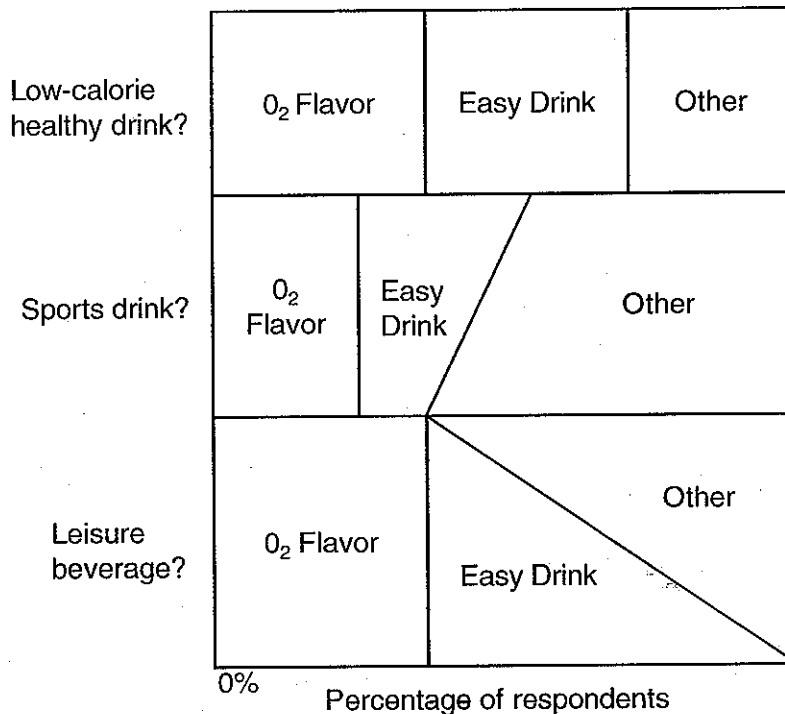 Low-calorie
healthy drink?
0₂ Flavor
Easy Drink
Other
Sports drink?
0₂
Flavor
Easy
Drink
Other
Leisure
beverage?
0₂ Flavor
Easy Drink
Other
0%
Percentage of respondents